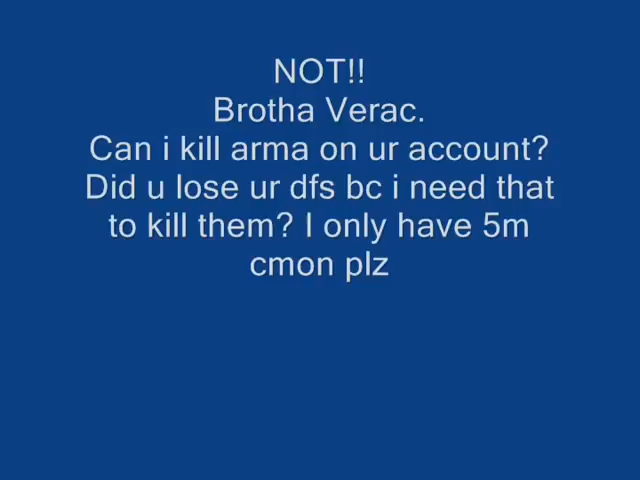 NOT!!
Brotha Verac.
Can i kill arma on ur account?
Did u lose ur dfs bc i need that
to kill them? I only have 5m
cmon plz